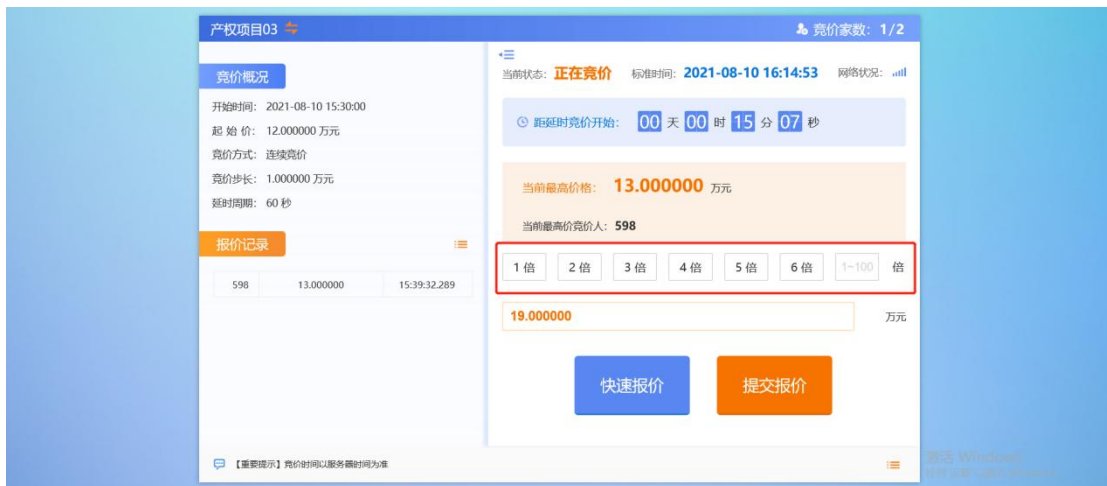 产权项目03
竞价家数: 1/2
竞价概况
开始时间: 2021-08-10 15:30:00
起 始 价: 12.000000 万元
竞价方式: 连续竞价
竞价步长: 1.000000 万元
延时周期: 60 秒
报价记录
598 13.000000 15:39:32.289
当前状态: 正在竞价 标准时间: 2021-08-10 16:14:53 网络状况:
距延时竞价开始: 00 天 00 时 15 分 07 秒
当前最高价格: 13.000000 万元
当前最高价竞价人: 598
1 倍 2 倍 3 倍 4 倍 5 倍 6 倍 1~100 倍
19.000000 万元
快速报价 提交报价
【重要提示】竞价时间以服务器时间为准
激活 Windows